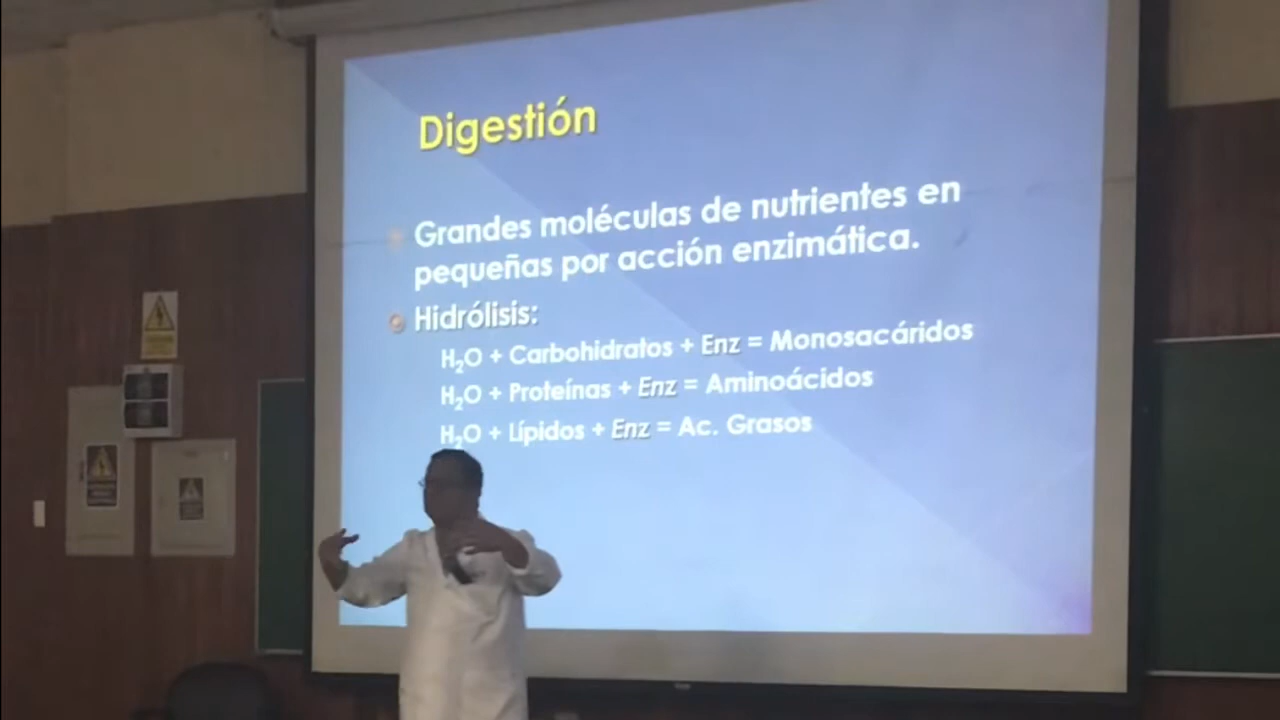 Digestión
Grandes moléculas de nutrientes en
pequeñas por acción enzimática.
Hidrólisis:
H₂O + Carbohidratos + Enz = Monosacáridos
H₂O + Proteínas + Enz = Aminoácidos
H₂O + Lípidos + Enz = Ac. Grasos